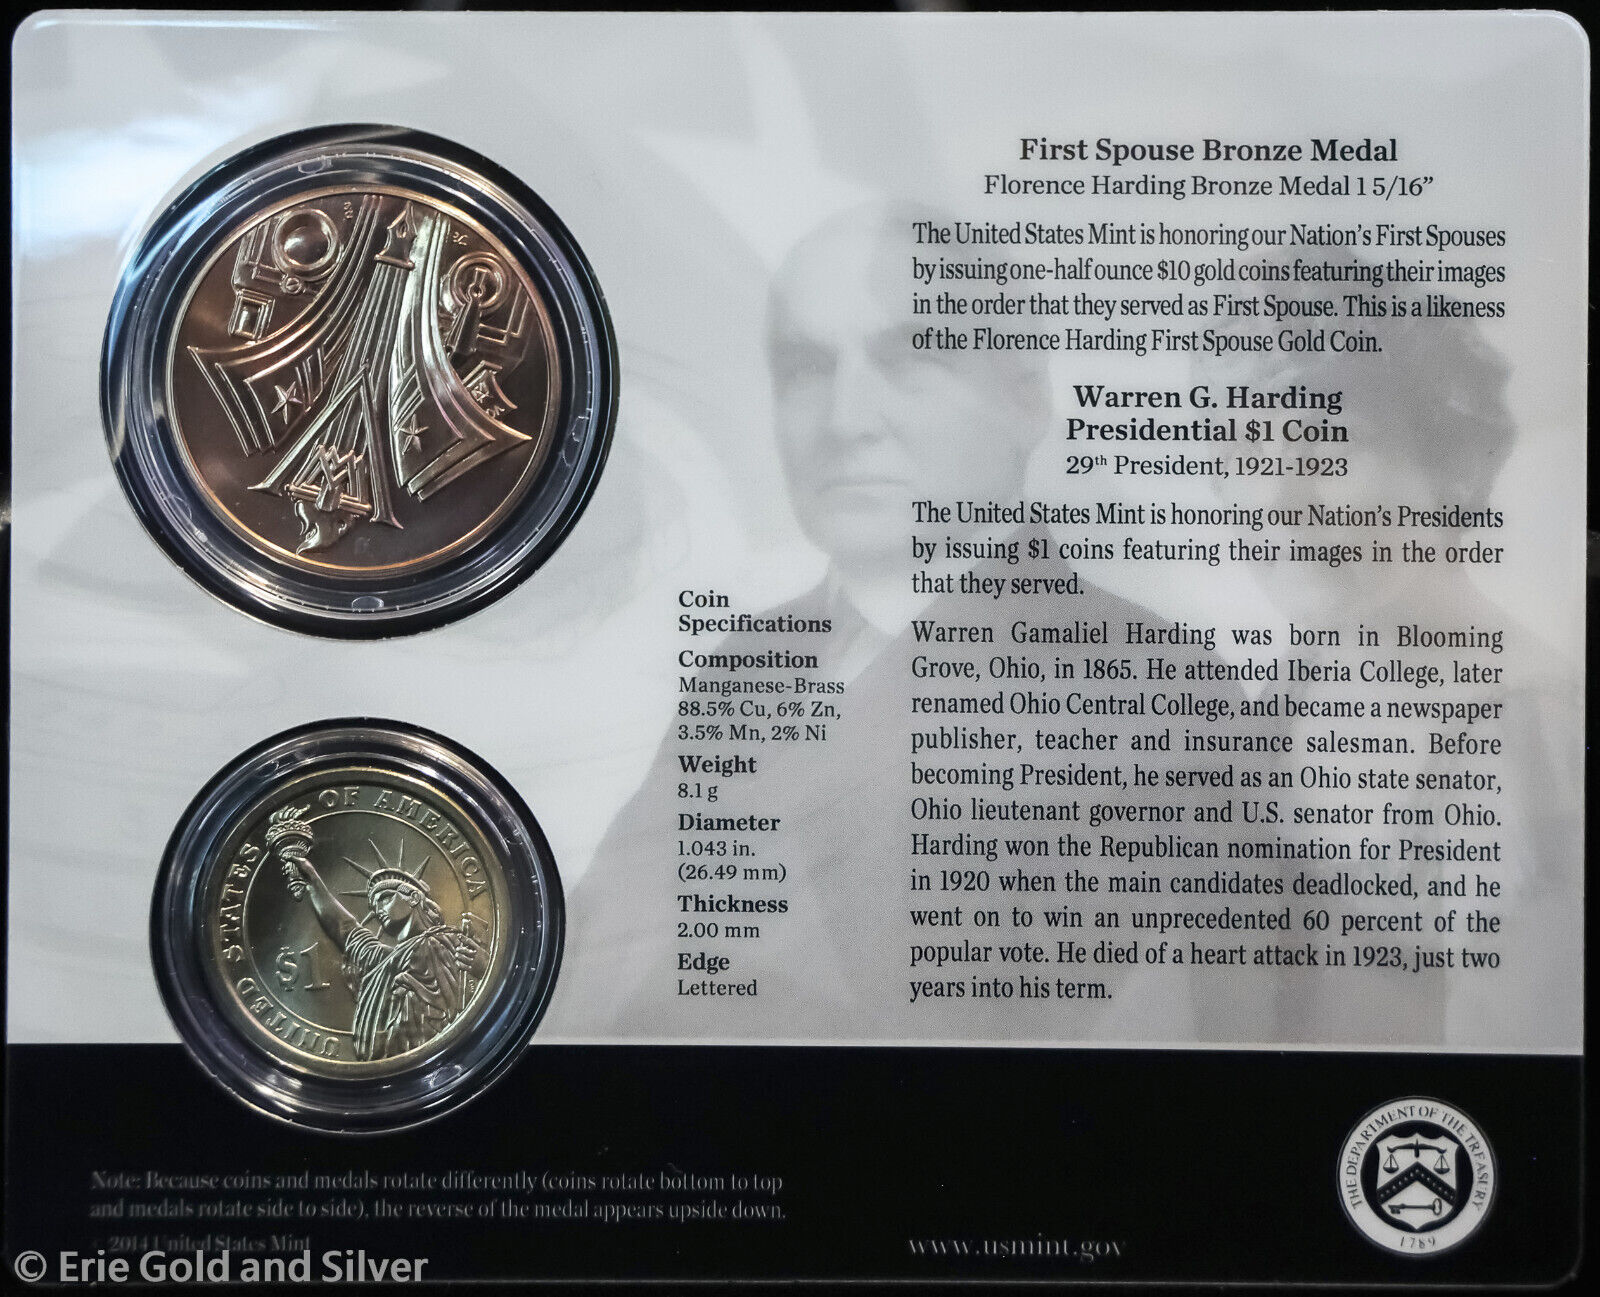 First Spouse Bronze Medal
Florence Harding Bronze Medal 1 5/16”
The United States Mint is honoring our Nation’s First Spouses
by issuing one-half ounce $10 gold coins featuring their images
in the order that they served as First Spouse. This is a likeness
of the Florence Harding First Spouse Gold Coin.
Warren G. Harding
Presidential $1 Coin
29th President, 1921-1923
The United States Mint is honoring our Nation’s Presidents
by issuing $1 coins featuring their images in the order
that they served.
Warren Gamaliel Harding was born in Blooming
Grove, Ohio, in 1865. He attended Iberia College, later
renamed Ohio Central College, and became a newspaper
publisher, teacher and insurance salesman. Before
becoming President, he served as an Ohio state senator,
Ohio lieutenant governor and U.S. senator from Ohio.
Harding won the Republican nomination for President
in 1920 when the main candidates deadlocked, and he
went on to win an unprecedented 60 percent of the
popular vote. He died of a heart attack in 1923, just two
years into his term.
Coin
Specifications
Composition
Manganese-Brass
88.5% Cu, 6% Zn,
3.5% Mn, 2% Ni
Weight
8.1 g
Diameter
1.043 in.
(26.49 mm)
Thickness
2.00 mm
Edge
Lettered
UNITED STATES OF AMERICA
$1
Note: Because coins and medals rotate differently (coins rotate bottom to top
and medals rotate side to side), the reverse of the medal appears upside down.
2014 United States Mint
www.usmint.gov
THE DEPARTMENT OF THE TREASURY
1789
© Erie Gold and Silver